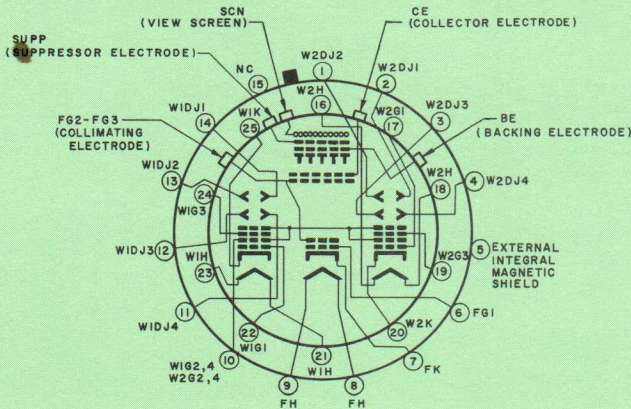 SCN
(VIEW SCREEN)
CE
(COLLECTOR ELECTRODE)
SUPP
(SUPPRESSOR ELECTRODE)
NC
15
W2DJ2
1
W2H
16
W2DJ1
2
W2G1
17
W2DJ3
3
BE
(BACKING ELECTRODE)
FG2-FG3
(COLLIMATING
ELECTRODE)
W1DJ1
14
W1K
25
W2H
18
4
W2DJ4
W1DJ2
13
24
W1G3
W1DJ3
12
W1H
23
W2G3
19
5
EXTERNAL
INTEGRAL
MAGNETIC
SHIELD
11
W1DJ4
22
W1G1
21
W1H
20
W2K
6
FG1
7
FK
10
W1G2,4
W2G2,4
9
FH
8
FH